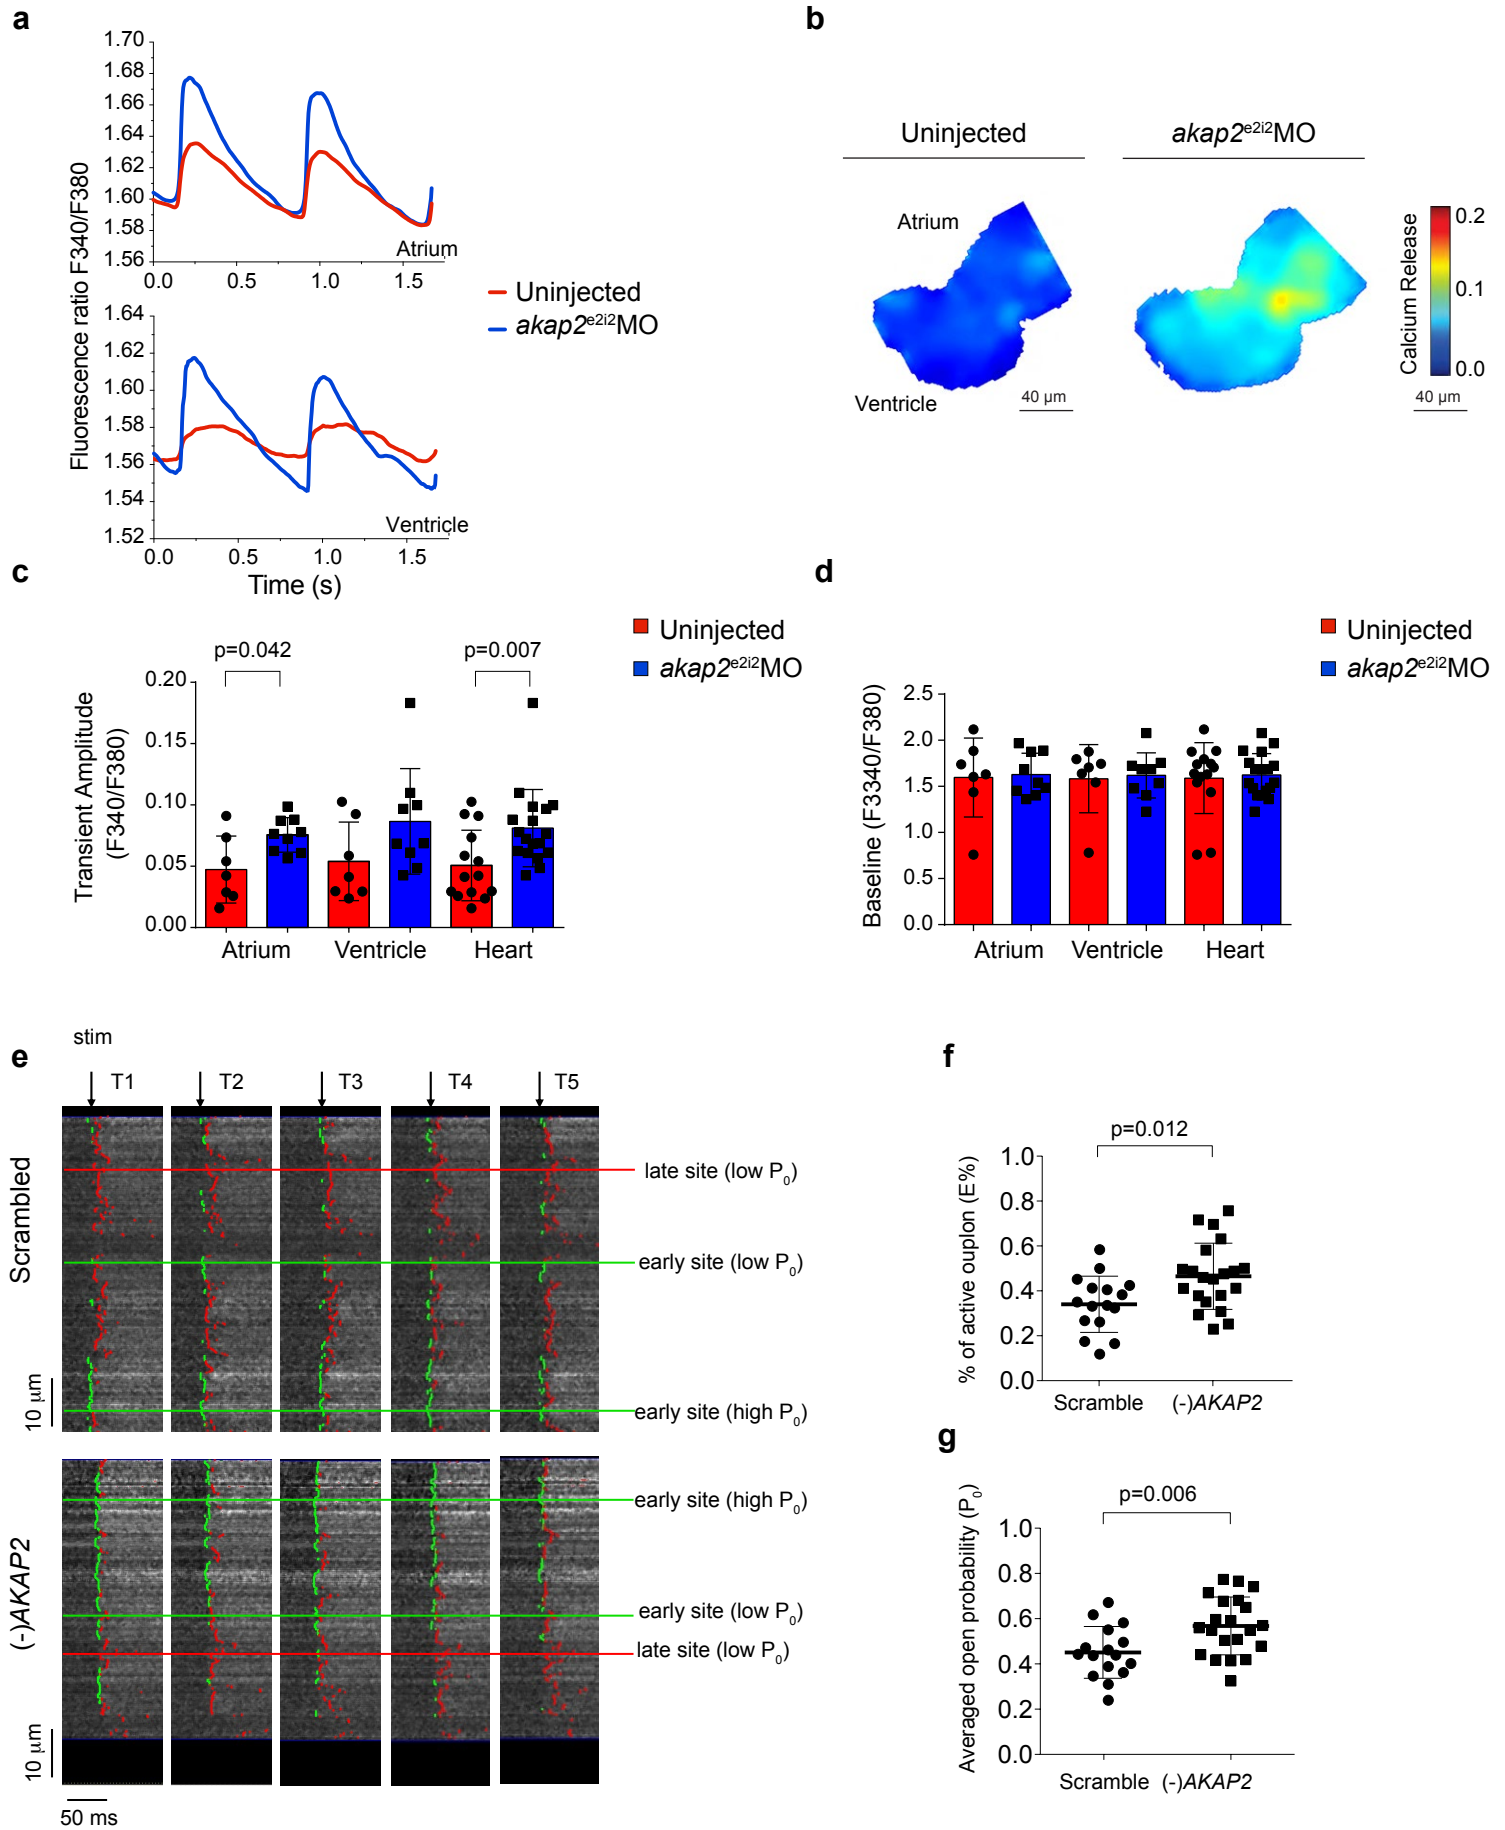 a
1.70
1.68
1.66
1.64
1.62
1.60
1.58
1.56
0.0 0.5 1.0 1.5
Atrium
Fluorescence ratio F340/F380
Uninjected
akap2e2i2MO
1.64
1.62
1.60
1.58
1.56
1.54
1.52
Ventricle
0.0 0.5 1.0 1.5
Time (s)
b
Uninjected
akap2e2i2MO
Atrium
Ventricle
40 µm
40 µm
Calcium Release
0.2
0.1
0.0
c
Uninjected
akap2e2i2MO
p=0.042
p=0.007
Transient Amplitude
(F340/F380)
0.20
0.15
0.10
0.05
0.00
Atrium Ventricle Heart
d
Uninjected
akap2e2i2MO
Baseline (F3340/F380)
2.5
2.0
1.5
1.0
0.5
0.0
Atrium Ventricle Heart
e
stim
T1 T2 T3 T4 T5
Scrambled
late site (low P0)
early site (low P0)
early site (high P0)
10 µm
(-)AKAP2
early site (high P0)
early site (low P0)
late site (low P0)
10 µm
50 ms
f
p=0.012
% of active ouplon (E%)
1.0
0.8
0.6
0.4
0.2
0.0
Scramble (-)AKAP2
g
p=0.006
Averaged open probability (P0)
1.0
0.8
0.6
0.4
0.2
0.0
Scramble (-)AKAP2